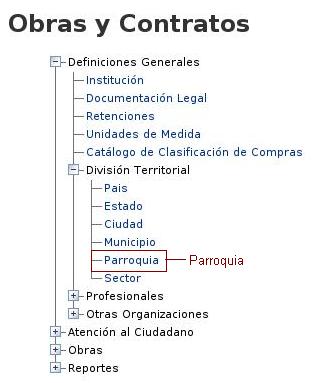 Obras y Contratos
Definiciones Generales
Institución
Documentación Legal
Retenciones
Unidades de Medida
Catálogo de Clasificación de Compras
División Territorial
Pais
Estado
Ciudad
Municipio
Parroquia Parroquia
Sector
Profesionales
Otras Organizaciones
Atención al Ciudadano
Obras
Reportes